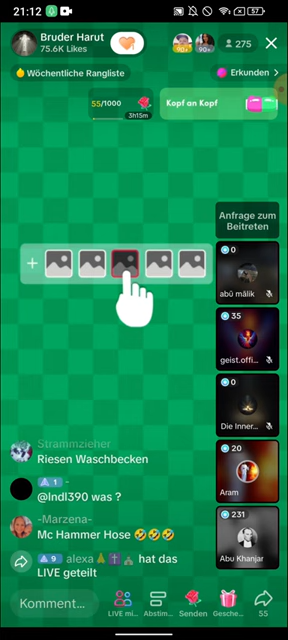 21:12
57
Bruder Harut
75.6K Likes
90+
90+
275
Wöchentliche Rangliste
Erkunden >
55/1000
3h15m
Kopf an Kopf
Anfrage zum
Beitreten
0
abū mālik
35
geist.offi...
0
Die Inner...
20
Aram
231
Abu Khanjar
Strammzieher
Riesen Waschbecken
1 -
@lndl390 was ?
-Marzena-
Mc Hammer Hose 🤣🤣🤣
9 alexa hat das
LIVE geteilt
Komment...
LIVE mi...
Abstim...
Senden
Gesche...
55